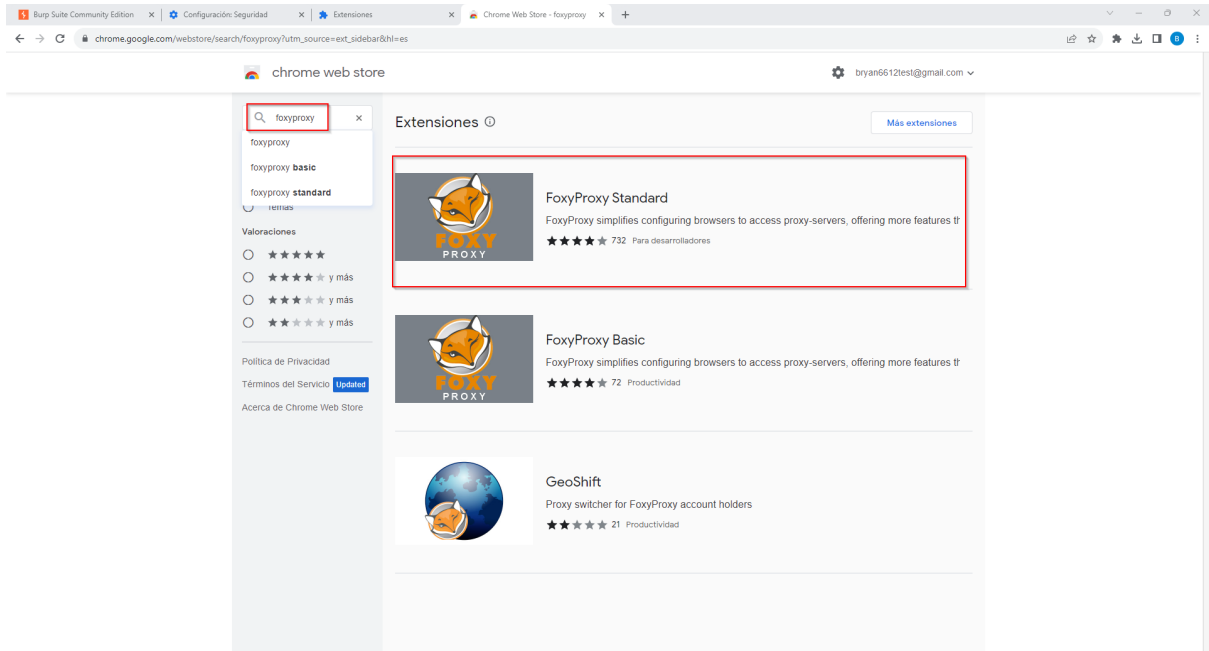 Burp Suite Community Edition
Configuración: Seguridad
Extensiones
Chrome Web Store - foxyproxy
chrome.google.com/webstore/search/foxyproxy?utm_source=ext_sidebar&hl=es
B
chrome web store
bryan6612test@gmail.com
foxyproxy
foxyproxy
foxyproxy basic
foxyproxy standard
Temas
Valoraciones
y más
y más
y más
Política de Privacidad
Términos del Servicio Updated
Acerca de Chrome Web Store
Extensiones
Más extensiones
FOXY
PROXY
FoxyProxy Standard
FoxyProxy simplifies configuring browsers to access proxy-servers, offering more features th
732 Para desarrolladores
FOXY
PROXY
FoxyProxy Basic
FoxyProxy simplifies configuring browsers to access proxy-servers, offering more features th
72 Productividad
GeoShift
Proxy switcher for FoxyProxy account holders
21 Productividad